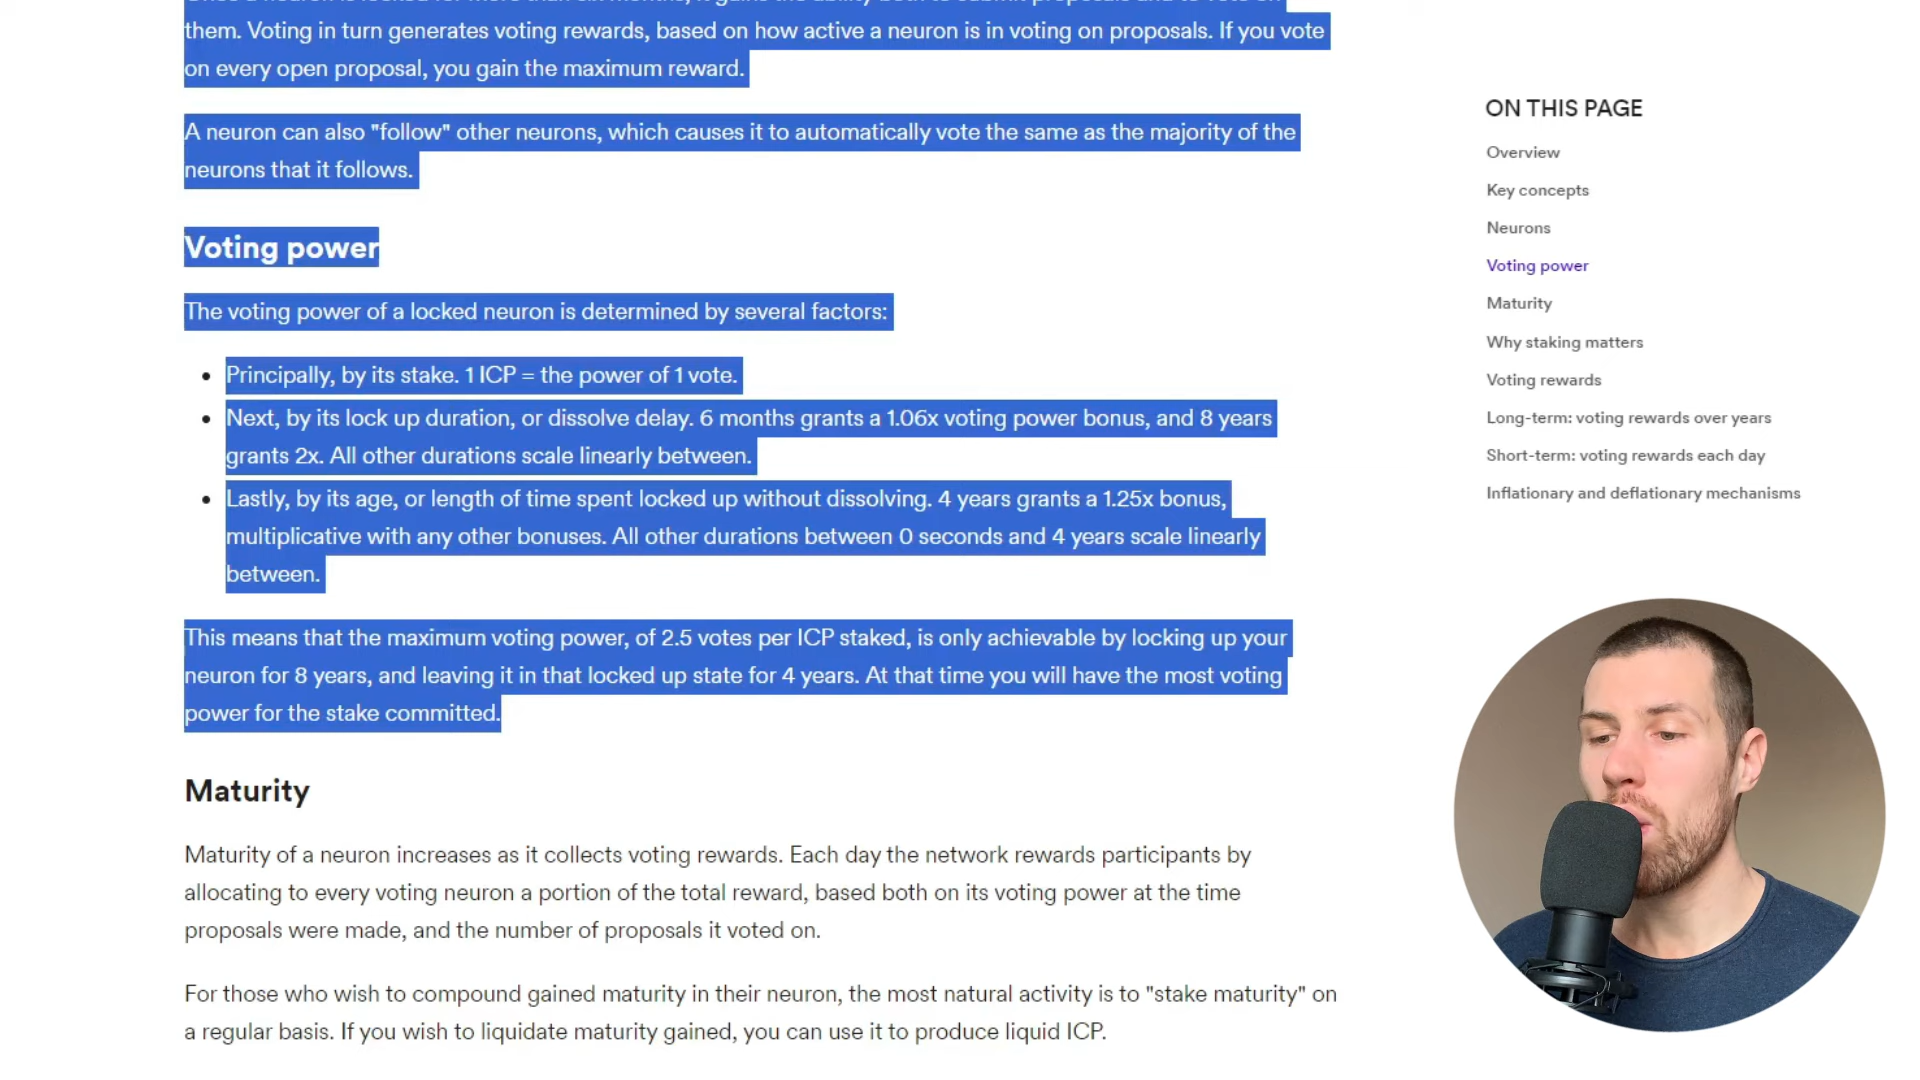 them. Voting in turn generates voting rewards, based on how active a neuron is in voting on proposals. If you vote
on every open proposal, you gain the maximum reward.
A neuron can also "follow" other neurons, which causes it to automatically vote the same as the majority of the
neurons that it follows.
Voting power
The voting power of a locked neuron is determined by several factors:
• Principally, by its stake. 1 ICP = the power of 1 vote.
• Next, by its lock up duration, or dissolve delay. 6 months grants a 1.06x voting power bonus, and 8 years
grants 2x. All other durations scale linearly between.
• Lastly, by its age, or length of time spent locked up without dissolving. 4 years grants a 1.25x bonus,
multiplicative with any other bonuses. All other durations between 0 seconds and 4 years scale linearly
between.
This means that the maximum voting power, of 2.5 votes per ICP staked, is only achievable by locking up your
neuron for 8 years, and leaving it in that locked up state for 4 years. At that time you will have the most voting
power for the stake committed.
Maturity
Maturity of a neuron increases as it collects voting rewards. Each day the network rewards participants by
allocating to every voting neuron a portion of the total reward, based both on its voting power at the time
proposals were made, and the number of proposals it voted on.
For those who wish to compound gained maturity in their neuron, the most natural activity is to "stake maturity" on
a regular basis. If you wish to liquidate maturity gained, you can use it to produce liquid ICP.
ON THIS PAGE
Overview
Key concepts
Neurons
Voting power
Maturity
Why staking matters
Voting rewards
Long-term: voting rewards over years
Short-term: voting rewards each day
Inflationary and deflationary mechanisms